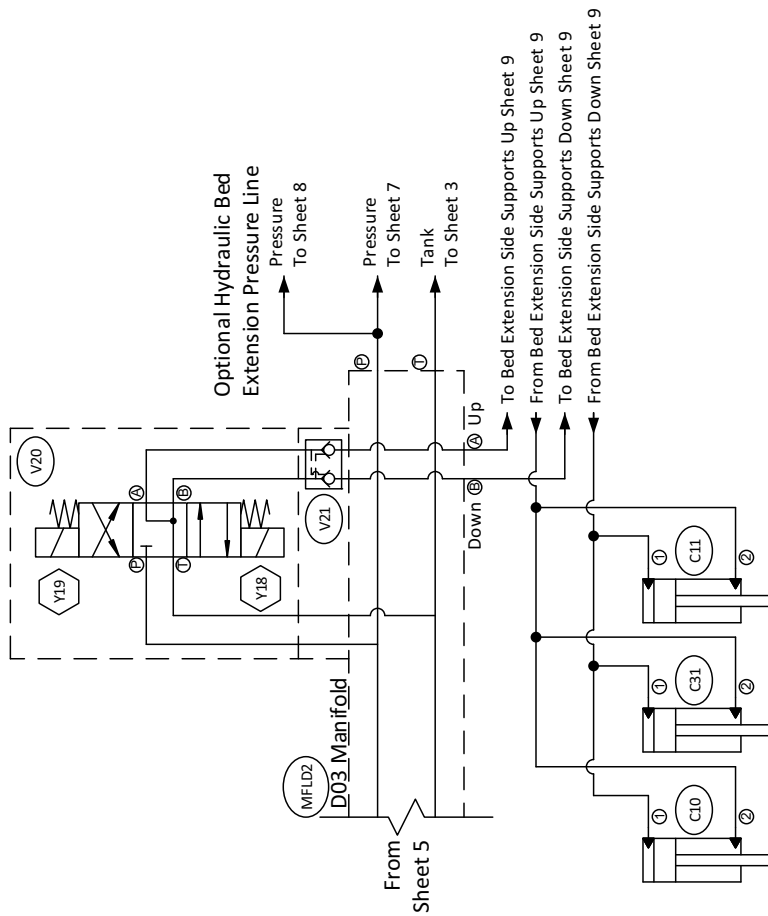 Optional Hydraulic Bed
Extension Pressure Line
Pressure
To Sheet 8
Pressure
To Sheet 7
Tank
To Sheet 3
To Bed Extension Side Supports Up Sheet 9
From Bed Extension Side Supports Up Sheet 9
To Bed Extension Side Supports Down Sheet 9
From Bed Extension Side Supports Down Sheet 9
V20
Y19
Y18
P
T
A
B
V21
P
T
A Up
B Down
MFLD2
D03 Manifold
From
Sheet 5
C10
1
2
C31
1
2
C11
1
2